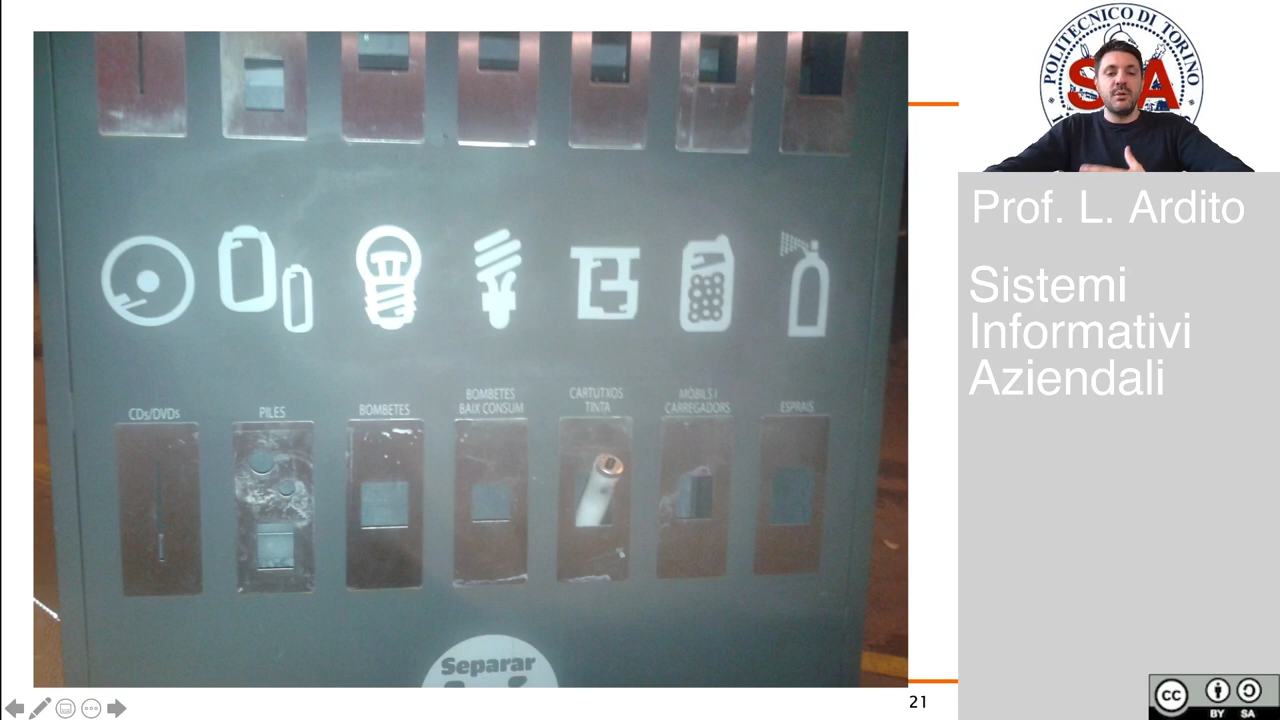 POLITECNICO DI TORINO
Prof. L. Ardito
Sistemi
Informativi
Aziendali
CDs/DVDs
PILES
BOMBETES
BOMBETES
BAIX CONSUM
CARTUTXOS
TINTA
MÒBILS I
CARREGADORS
ESPRAIS
Separar
21
cc
BY SA